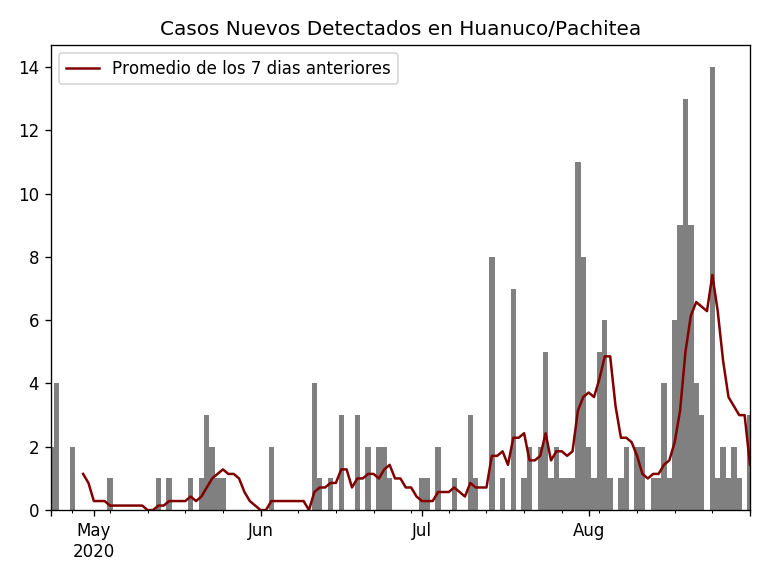 Casos Nuevos Detectados en Huanuco/Pachitea
Promedio de los 7 dias anteriores
14
12
10
8
6
4
2
0
May
2020
Jun
Jul
Aug